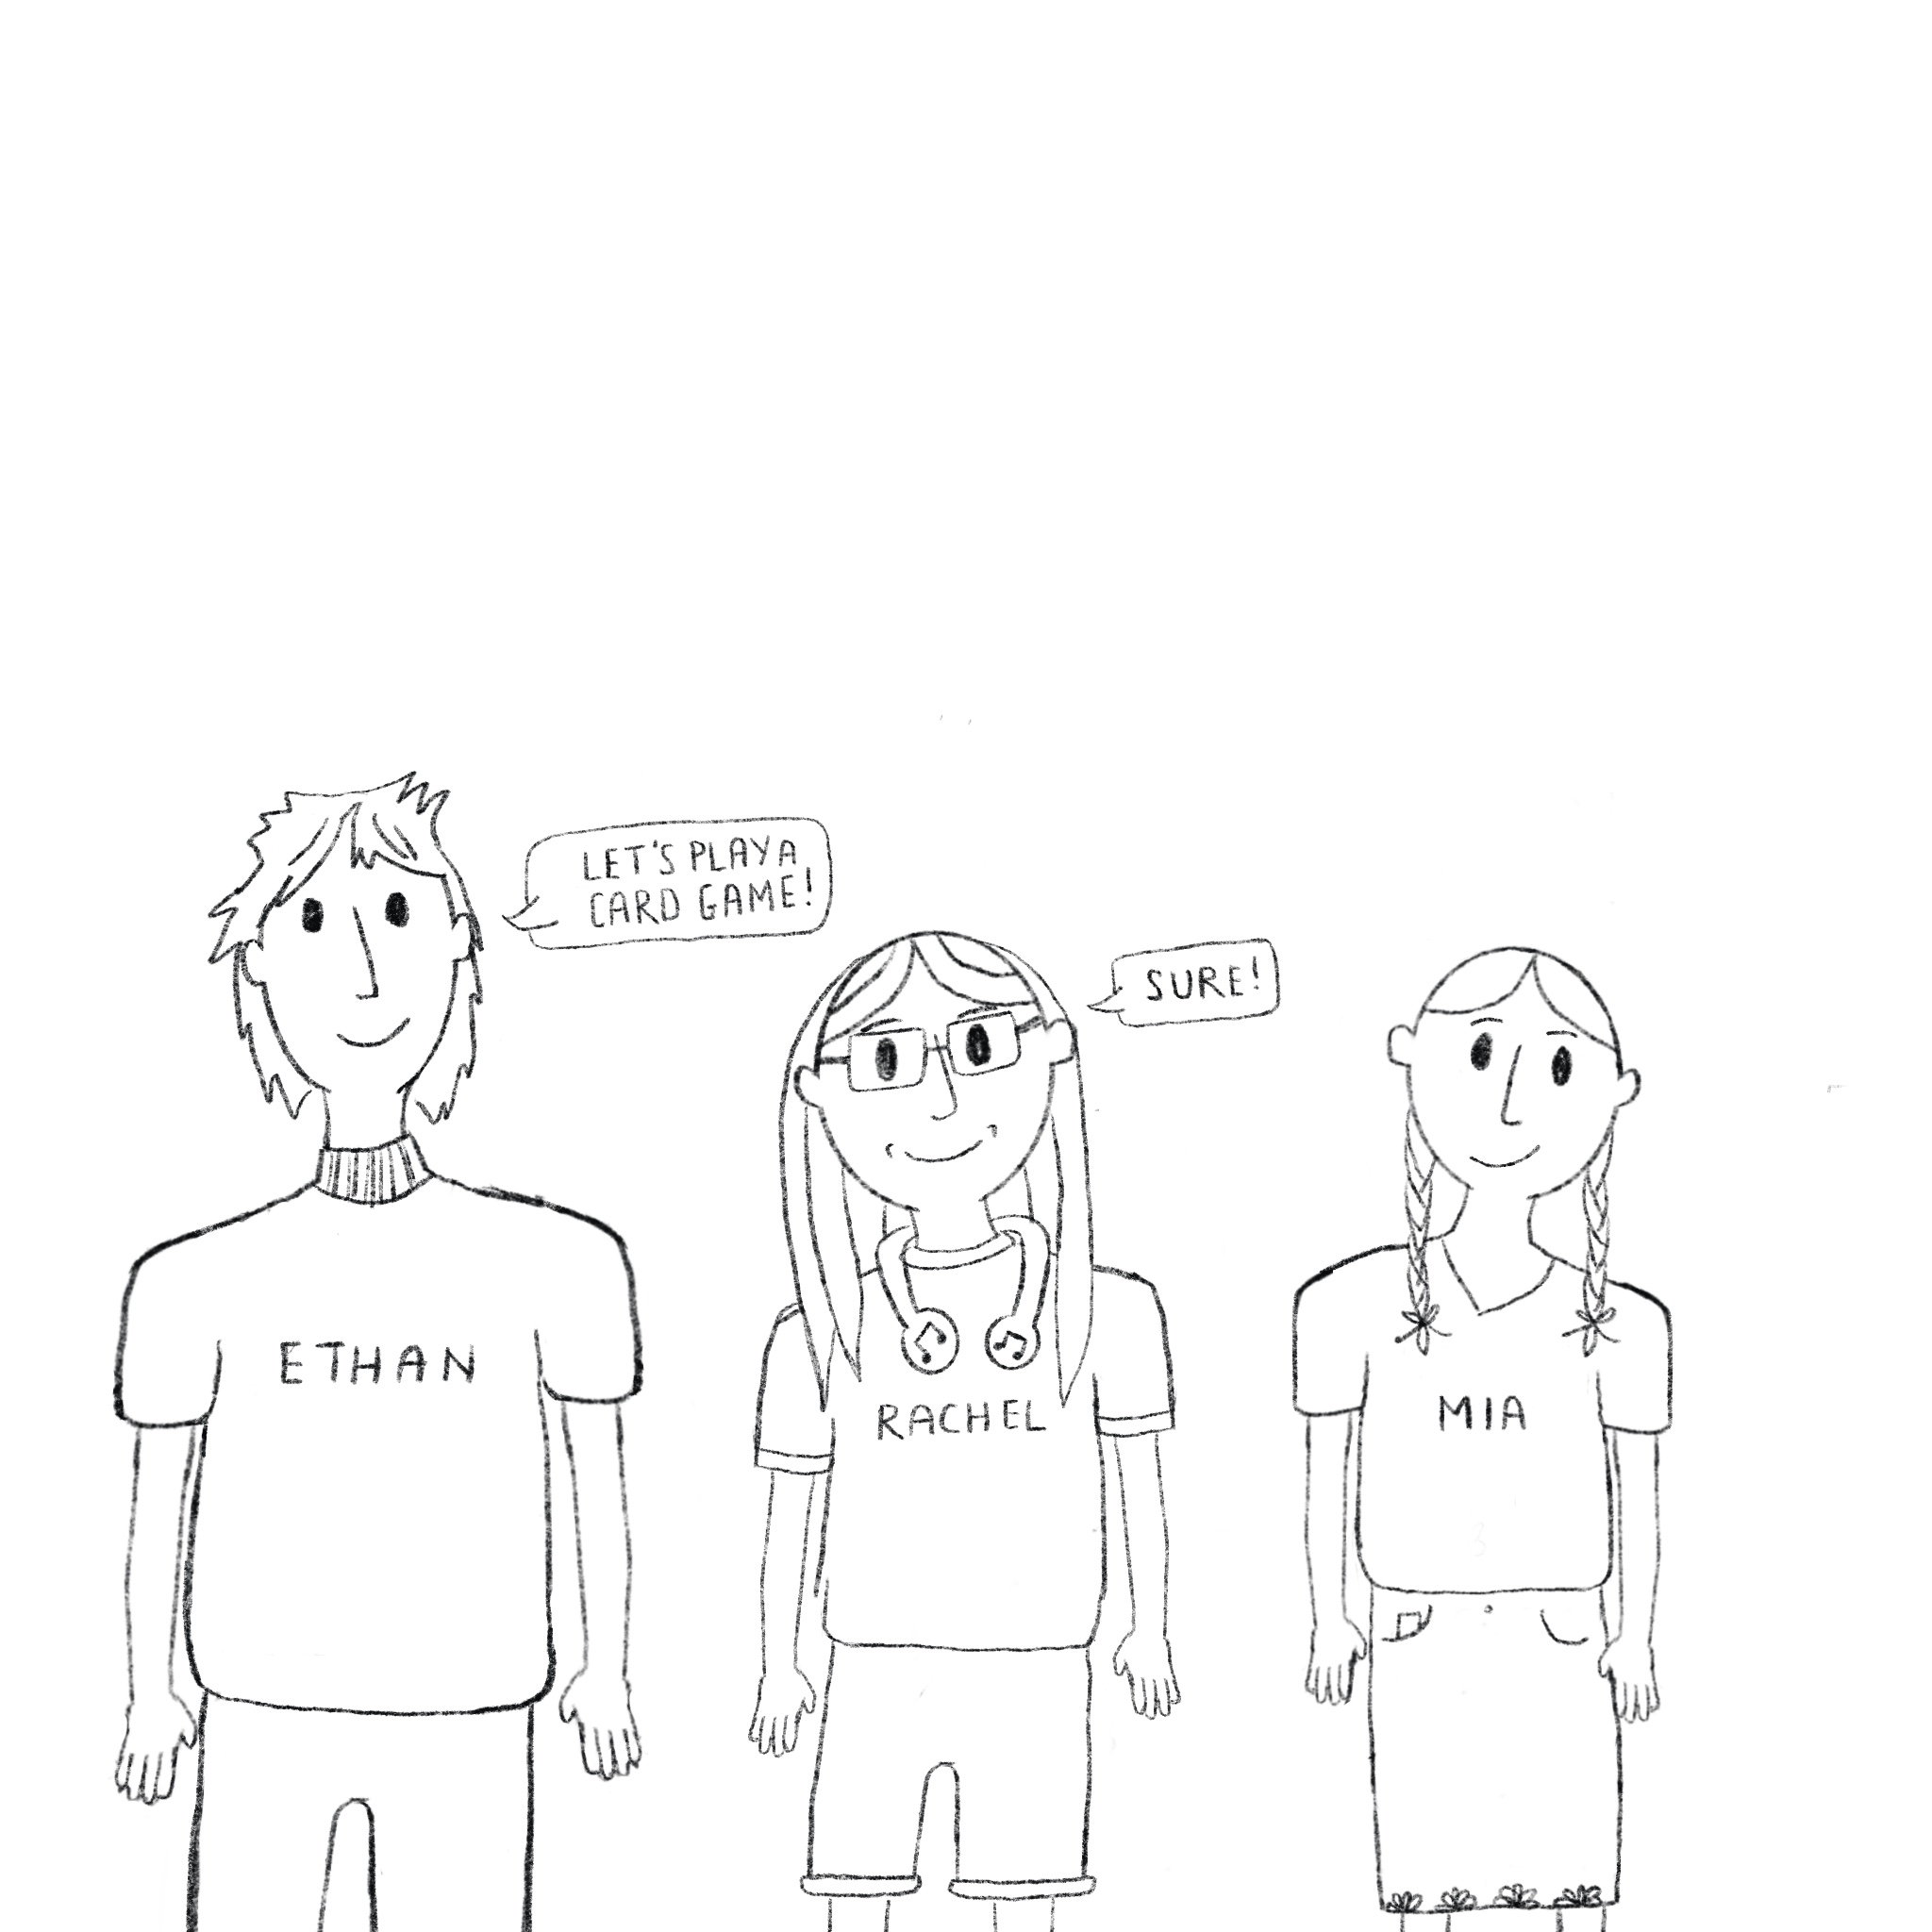 LET'S PLAY A
CARD GAME!
SURE!
ETHAN
RACHEL
MIA